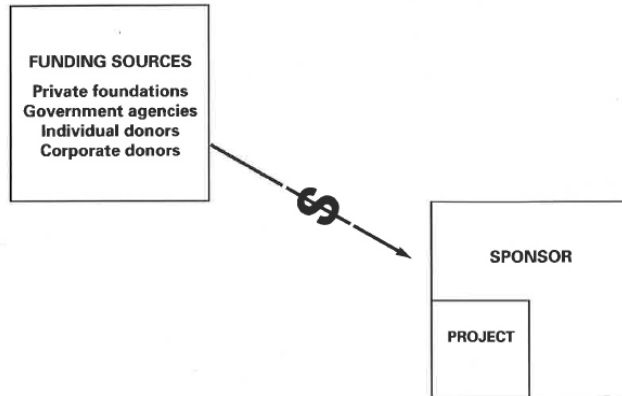 FUNDING SOURCES
Private foundations
Government agencies
Individual donors
Corporate donors
$
SPONSOR
PROJECT